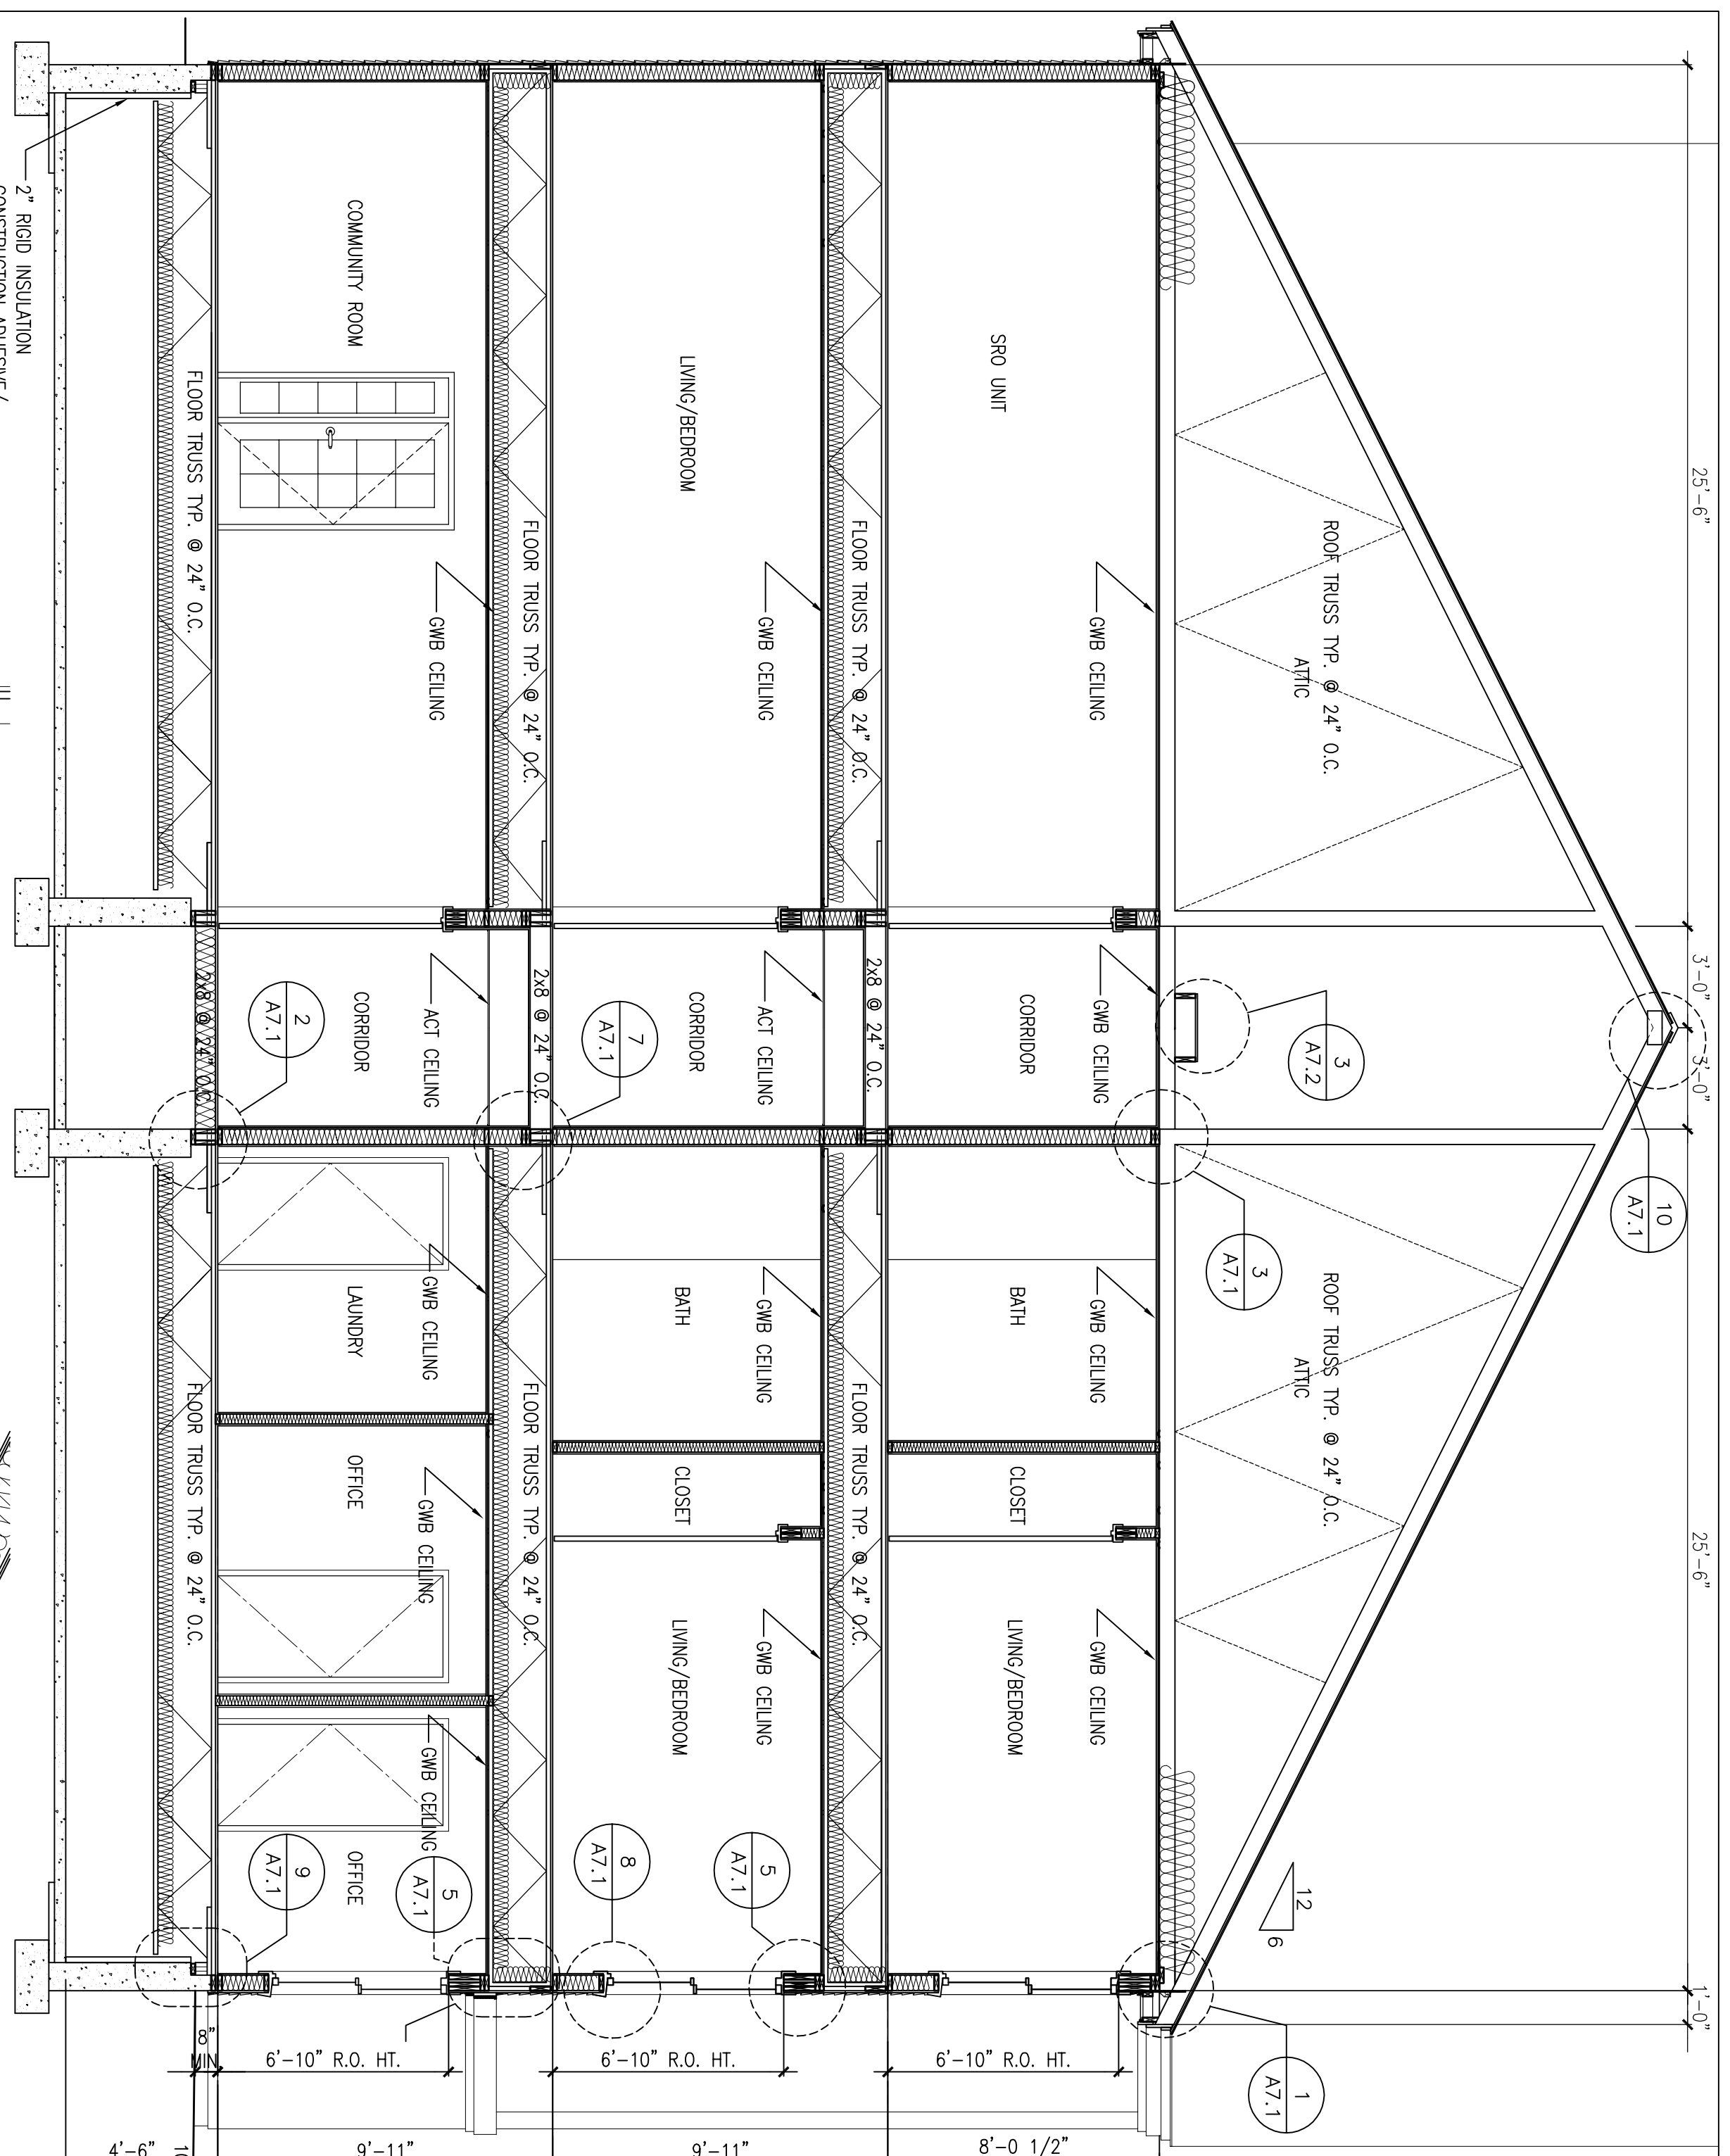 25'-6"
3'-0"
3'-0"
25'-6"
1'-0"
10
A7.1
ROOF TRUSS TYP. @ 24" O.C.
ATTIC
3
A7.2
3
A7.1
ROOF TRUSS TYP. @ 24" O.C.
ATTIC
12
6
1
A7.1
GWB CEILING
GWB CEILING
GWB CEILING
GWB CEILING
SRO UNIT
CORRIDOR
BATH
CLOSET
LIVING/BEDROOM
6'-10" R.O. HT.
8'-0 1/2"
FLOOR TRUSS TYP. @ 24" O.C.
2x8 @ 24" O.C.
FLOOR TRUSS TYP. @ 24" O.C.
GWB CEILING
ACT CEILING
GWB CEILING
GWB CEILING
5
A7.1
LIVING/BEDROOM
CORRIDOR
BATH
CLOSET
LIVING/BEDROOM
7
A7.1
8
A7.1
6'-10" R.O. HT.
9'-11"
FLOOR TRUSS TYP. @ 24" O.C.
2x8 @ 24" O.C.
FLOOR TRUSS TYP. @ 24" O.C.
GWB CEILING
ACT CEILING
GWB CEILING
GWB CEILING
GWB CEILING
5
A7.1
COMMUNITY ROOM
CORRIDOR
LAUNDRY
OFFICE
OFFICE
2
A7.1
9
A7.1
6'-10" R.O. HT.
9'-11"
FLOOR TRUSS TYP. @ 24" O.C.
2x8 @ 24" O.C.
FLOOR TRUSS TYP. @ 24" O.C.
8"
MIN
4'-6"
2" RIGID INSULATION
CONSTRUCTION ADHESIVE/